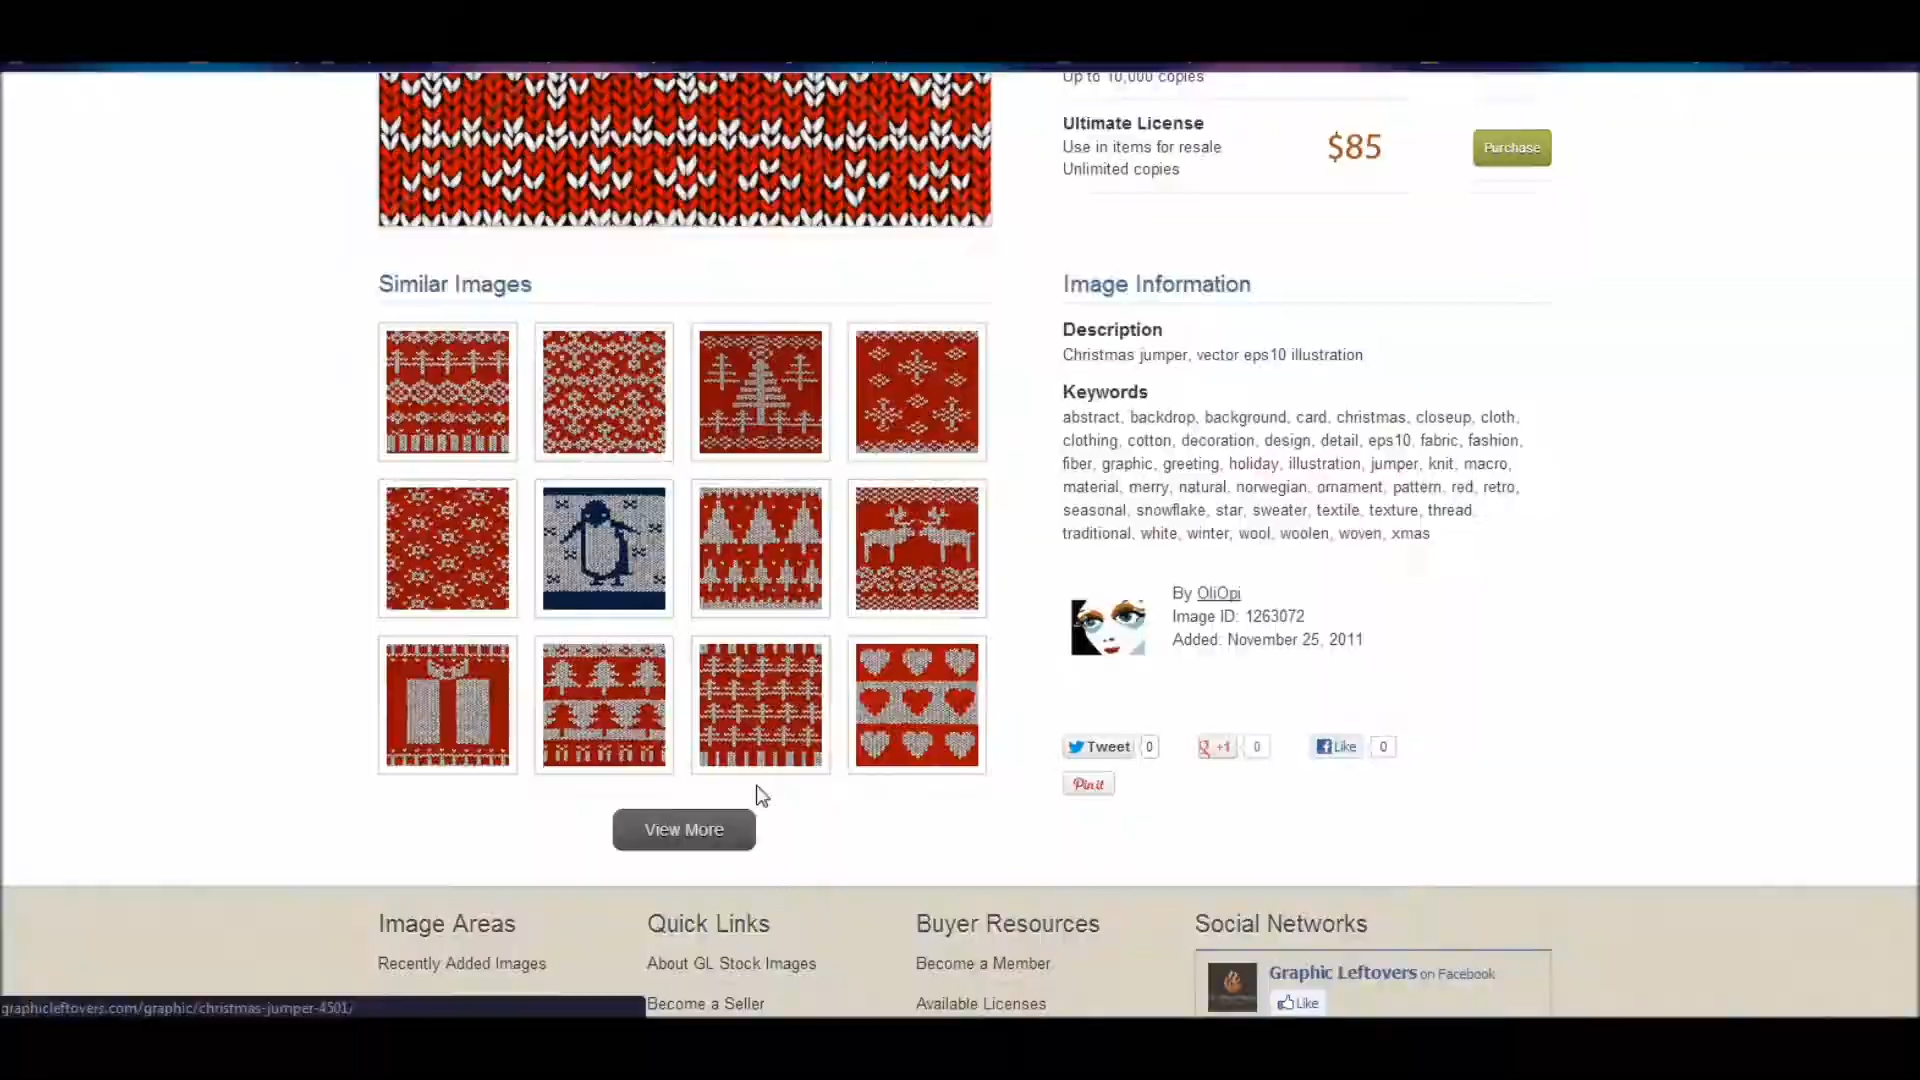 Up to 10,000 copies
Ultimate License
Use in items for resale
Unlimited copies
$85
Purchase
Similar Images
View More
Image Information
Description
Christmas jumper, vector eps10 illustration
Keywords
abstract, backdrop, background, card, christmas, closeup, cloth,
clothing, cotton, decoration, design, detail, eps10, fabric, fashion,
fiber, graphic, greeting, holiday, illustration, jumper, knit, macro,
material, merry, natural, norwegian, ornament, pattern, red, retro,
seasonal, snowflake, star, sweater, textile, texture, thread,
traditional, white, winter, wool, woolen, woven, xmas
By OliOpi
Image ID: 1263072
Added: November 25, 2011
Tweet 0
+1 0
Like 0
Pin it
Image Areas
Recently Added Images
Quick Links
About GL Stock Images
Become a Seller
Buyer Resources
Become a Member
Available Licenses
Social Networks
Graphic Leftovers on Facebook
Like
graphicleftovers.com/graphic/christmas-jumper-4501/